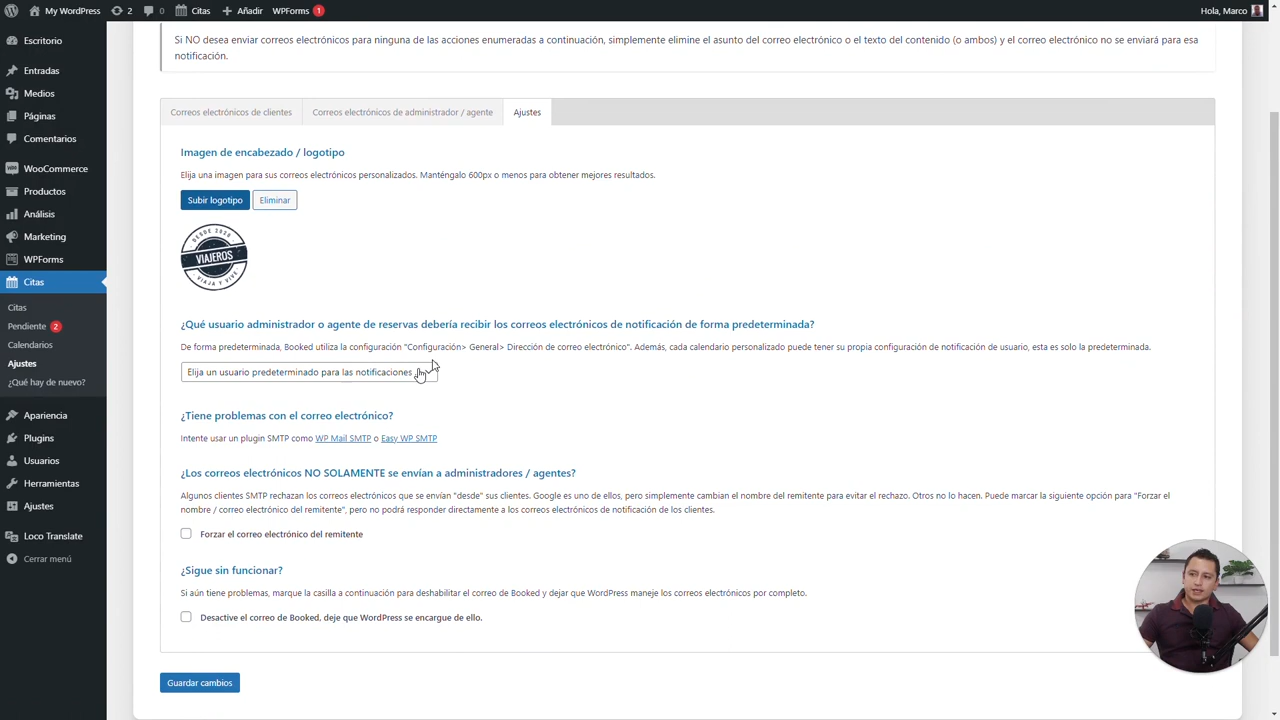 My WordPress 2 0 Citas Añadir WPForms 1 Hola, Marco
Escritorio
Entradas
Medios
Páginas
Comentarios
WooCommerce
Productos
Análisis
Marketing
WPForms
Citas
Citas
Pendiente 2
Calendarios
Ajustes
¿Qué hay de nuevo?
Apariencia
Plugins
Usuarios
Herramientas
Ajustes
Loco Translate
Cerrar menú
Si NO desea enviar correos electrónicos para ninguna de las acciones enumeradas a continuación, simplemente elimine el asunto del correo electrónico o el texto del contenido (o ambos) y el correo electrónico no se enviará para esa
notificación.
Correos electrónicos de clientes Correos electrónicos de administrador / agente Ajustes
Imagen de encabezado / logotipo
Elija una imagen para sus correos electrónicos personalizados. Manténgalo 600px o menos para obtener mejores resultados.
Subir logotipo Eliminar
DESDE 2020
VIAJEROS
VIAJA Y VIVE
¿Qué usuario administrador o agente de reservas debería recibir los correos electrónicos de notificación de forma predeterminada?
De forma predeterminada, Booked utiliza la configuración "Configuración> General> Dirección de correo electrónico". Además, cada calendario personalizado puede tener su propia configuración de notificación de usuario, esta es solo la predeterminada.
Elija un usuario predeterminado para las notificaciones
¿Tiene problemas con el correo electrónico?
Intente usar un plugin SMTP como WP Mail SMTP o Easy WP SMTP
¿Los correos electrónicos NO SOLAMENTE se envían a administradores / agentes?
Algunos clientes SMTP rechazan los correos electrónicos que se envían "desde" sus clientes. Google es uno de ellos, pero simplemente cambian el nombre del remitente para evitar el rechazo. Otros no lo hacen. Puede marcar la siguiente opción para "Forzar el
nombre / correo electrónico del remitente", pero no podrá responder directamente a los correos electrónicos de notificación de los clientes.
Forzar el correo electrónico del remitente
¿Sigue sin funcionar?
Si aún tiene problemas, marque la casilla a continuación para deshabilitar el correo de Booked y dejar que WordPress maneje los correos electrónicos por completo.
Desactive el correo de Booked, deje que WordPress se encargue de ello.
Guardar cambios